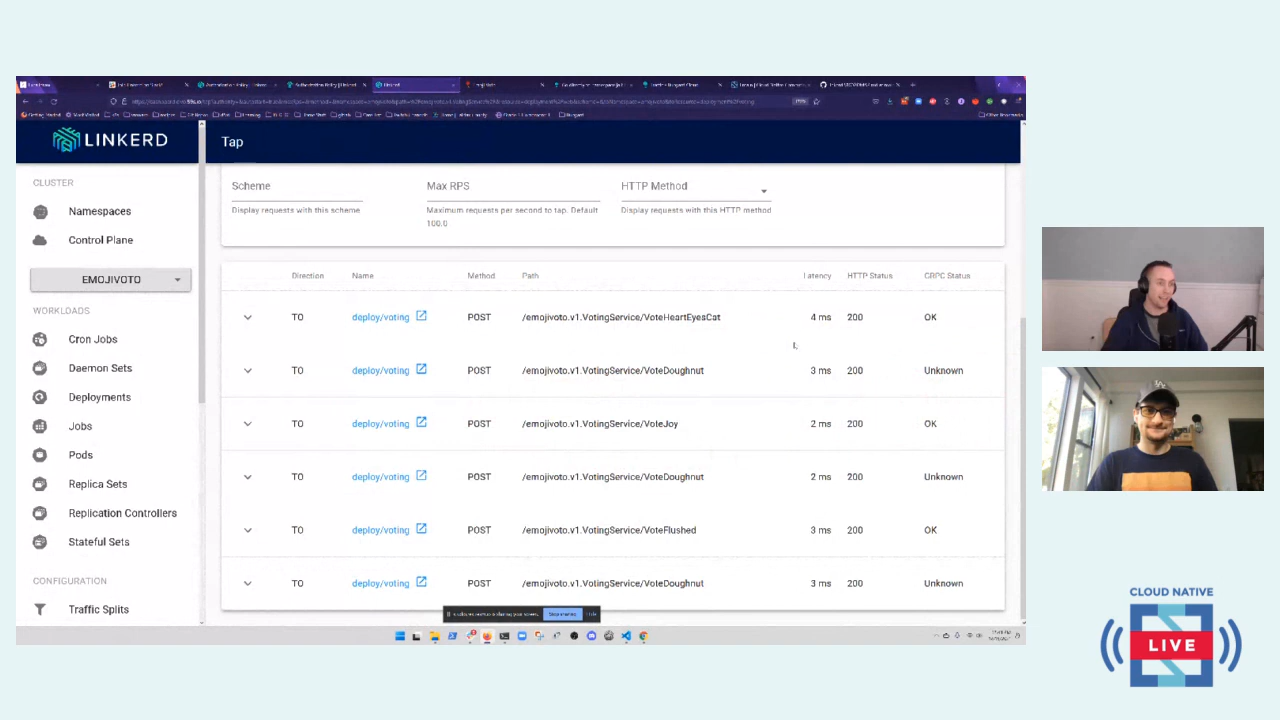 LINKERD
Tap
CLUSTER
Namespaces
Control Plane
EMOJIVOTO
WORKLOADS
Cron Jobs
Daemon Sets
Deployments
Jobs
Pods
Replica Sets
Replication Controllers
Stateful Sets
CONFIGURATION
Traffic Splits
Scheme Max RPS HTTP Method
Display requests with this scheme Maximum requests per second to tap. Default Display requests with this HTTP method
100.0
Direction Name Method Path Latency HTTP Status GRPC Status
TO deploy/voting POST /emojivoto.v1.VotingService/VoteHeartEyesCat 4 ms 200 OK
TO deploy/voting POST /emojivoto.v1.VotingService/VoteDoughnut 3 ms 200 Unknown
TO deploy/voting POST /emojivoto.v1.VotingService/VoteJoy 2 ms 200 OK
TO deploy/voting POST /emojivoto.v1.VotingService/VoteDoughnut 2 ms 200 Unknown
TO deploy/voting POST /emojivoto.v1.VotingService/VoteFlushed 3 ms 200 OK
TO deploy/voting POST /emojivoto.v1.VotingService/VoteDoughnut 3 ms 200 Unknown
Hide
CLOUD NATIVE
LIVE